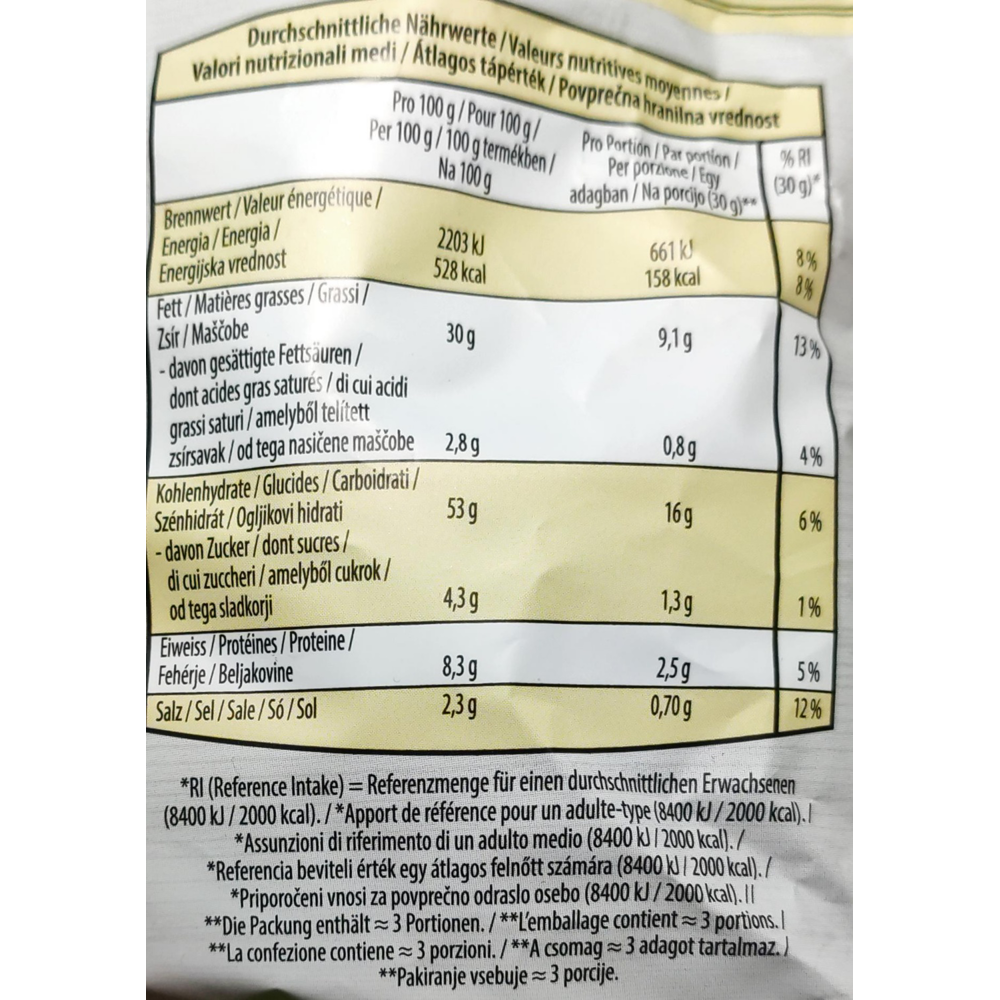 Durchschnittliche Nährwerte / Valeurs nutritives moyennes /
Valori nutrizionali medi / Átlagos tápérték / Povprečna hranilna vrednost
Pro 100 g / Pour 100 g /
Per 100 g / 100 g termékben /
Na 100 g
Pro Portion / Par portion /
Per porzione / Egy
adagban / Na porcijo (30 g)**
% RI
(30 g)*
Brennwert / Valeur énergétique /
Energia / Energia /
Energijska vrednost
2203 kJ 661 kJ 8%
528 kcal 158 kcal 8%
Fett / Matières grasses / Grassi /
Zsír / Maščobe 30 g 9,1 g 13%
- davon gesättigte Fettsäuren /
dont acides gras saturés / di cui acidi
grassi saturi / amelyből telített
zsírsavak / od tega nasičene maščobe 2,8 g 0,8 g 4%
Kohlenhydrate / Glucides / Carboidrati /
Szénhidrát / Ogljikovi hidrati 53 g 16 g 6%
- davon Zucker / dont sucres /
di cui zuccheri / amelyből cukrok /
od tega sladkorji 4,3 g 1,3 g 1%
Eiweiss / Protéines / Proteine /
Fehérje / Beljakovine 8,3 g 2,5 g 5%
Salz / Sel / Sale / Só / Sol 2,3 g 0,70 g 12%
*RI (Reference Intake) = Referenzmenge für einen durchschnittlichen Erwachsenen
(8400 kJ / 2000 kcal). / *Apport de référence pour un adulte-type (8400 kJ / 2000 kcal). /
*Assunzioni di riferimento di un adulto medio (8400 kJ / 2000 kcal). /
*Referencia beviteli érték egy átlagos felnőtt számára (8400 kJ / 2000 kcal). /
*Priporočeni vnosi za povprečno odraslo osebo (8400 kJ / 2000 kcal). //
**Die Packung enthält ≈ 3 Portionen. / **L'emballage contient ≈ 3 portions. /
**La confezione contiene ≈ 3 porzioni. / **A csomag ≈ 3 adagot tartalmaz. /
**Pakiranje vsebuje ≈ 3 porcije.